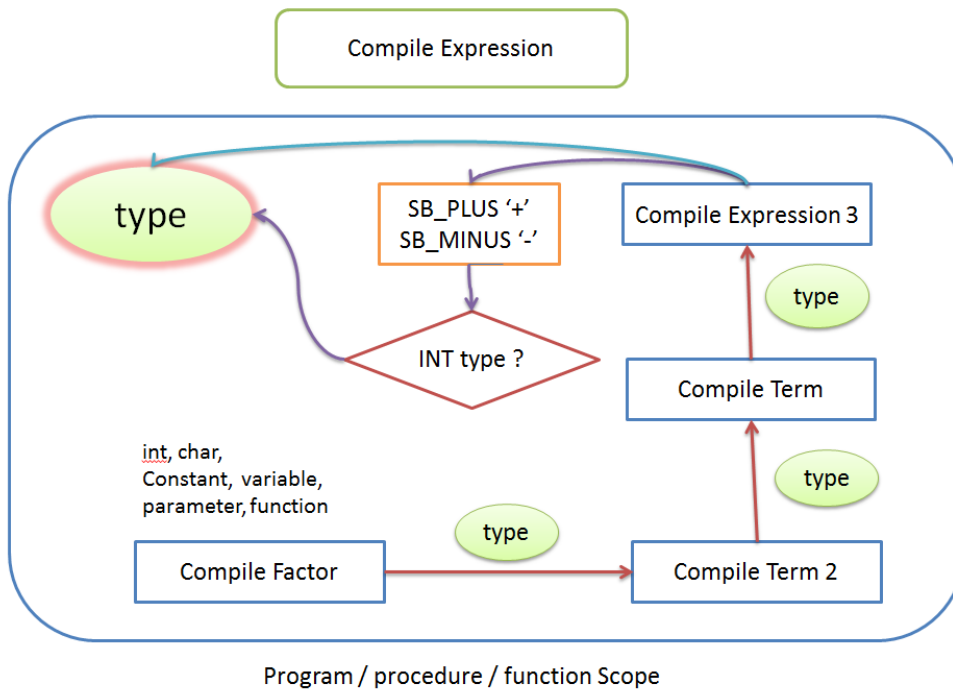 Compile Expression
type
SB_PLUS ‘+’
SB_MINUS ‘-’
Compile Expression 3
type
INT type ?
Compile Term
int, char,
Constant, variable,
parameter, function
type
type
Compile Factor
Compile Term 2
Program / procedure / function Scope